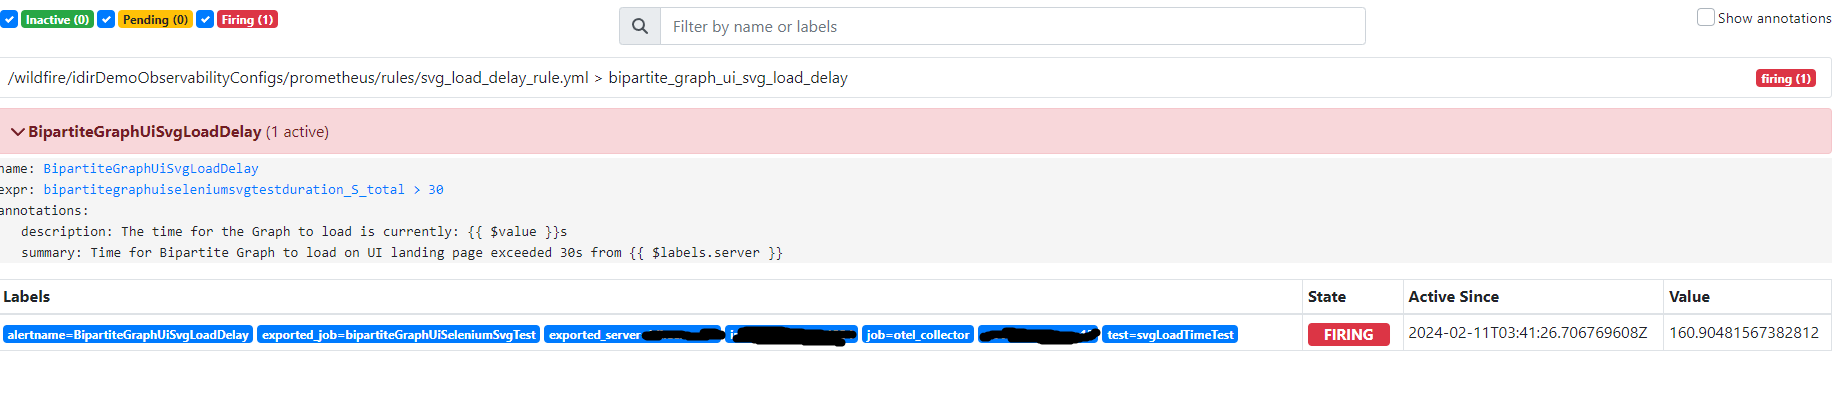 Inactive (0) Pending (0) Firing (1) Filter by name or labels Show annotations
/wildfire/idirDemoObservabilityConfigs/prometheus/rules/svg_load_delay_rule.yml > bipartite_graph_ui_svg_load_delay firing (1)
BipartiteGraphUiSvgLoadDelay (1 active)
name: BipartiteGraphUiSvgLoadDelay
expr: bipartitegraphuiseleniumsvgtestduration_S_total > 30
annotations:
description: The time for the Graph to load is currently: {{ $value }}s
summary: Time for Bipartite Graph to load on UI landing page exceeded 30s from {{ $labels.server }}
Labels State Active Since Value
alertname=BipartiteGraphUiSvgLoadDelay exported_job=bipartiteGraphUiSeleniumSvgTest exported_server job=otel_collector test=svgLoadTimeTest FIRING 2024-02-11T03:41:26.706769608Z 160.90481567382812